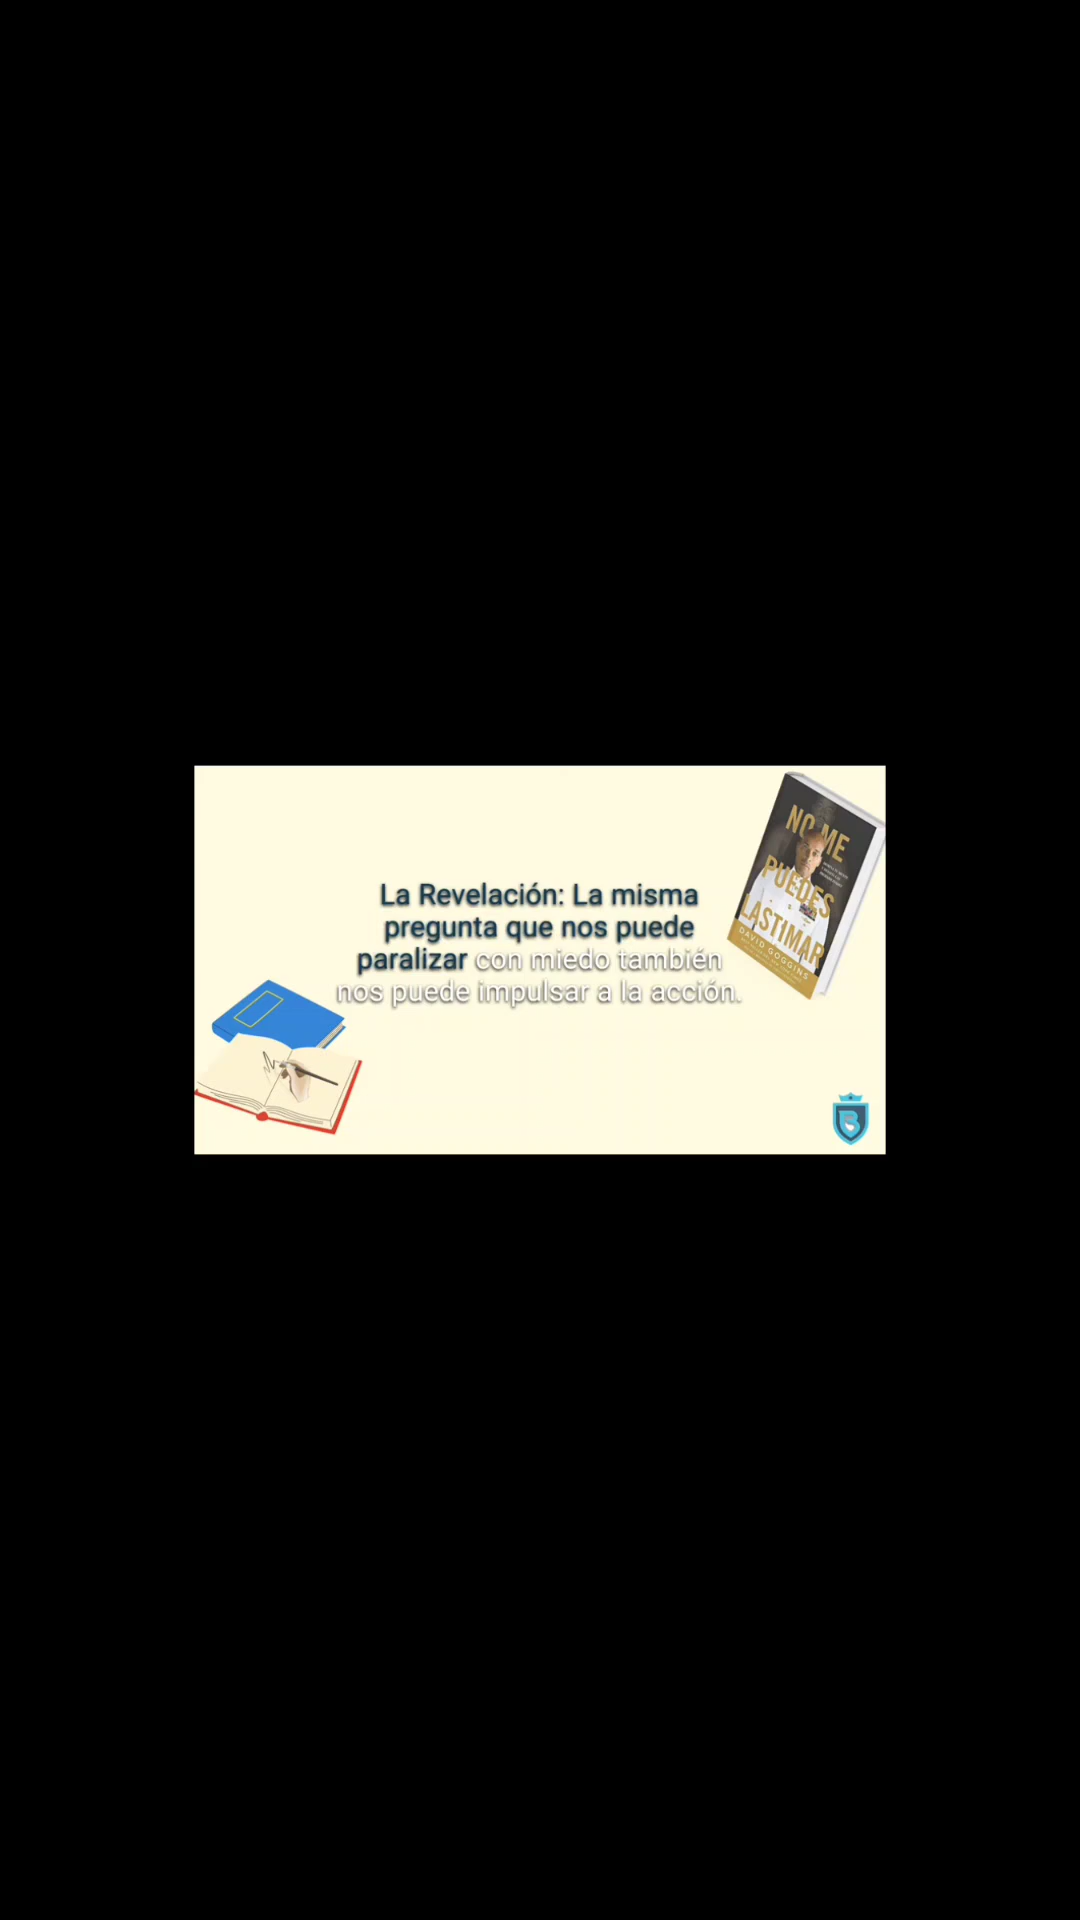 La Revelación: La misma
pregunta que nos puede
paralizar con miedo también
nos puede impulsar a la acción.
NO ME
PUEDES
LASTIMAR
DAVID GOGGINS